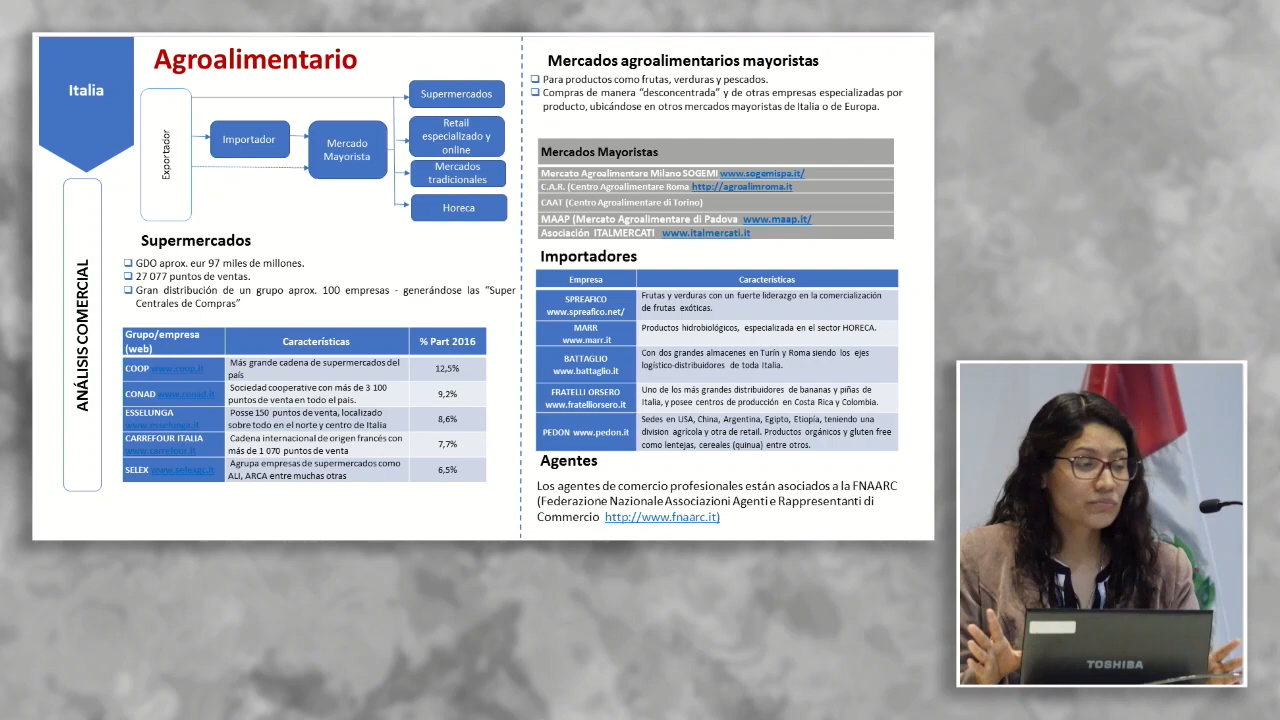 Italia
Agroalimentario
Exportador
Importador
Mercado
Mayorista
Supermercados
Retail
especializado y
online
Mercados
tradicionales
Horeca
ANÁLISIS COMERCIAL
Supermercados
GDO aprox. eur 97 miles de millones.
27 077 puntos de ventas.
Gran distribución de un grupo aprox. 100 empresas - generándose las “Super
Centrales de Compras”
Grupo/empresa
(web)
Características
% Part 2016
COOP www.coop.it
Más grande cadena de supermercados del
país
12,5%
CONAD www.conad.it
Sociedad cooperativa con más de 3 100
puntos de venta en todo el país.
9,2%
ESSELUNGA
www.esselunga.it
Posse 150 puntos de venta, localizado
sobre todo en el norte y centro de Italia
8,6%
CARREFOUR ITALIA
www.carrefour.it
Cadena internacional de origen francés con
más de 1 070 puntos de venta
7,7%
SELEX www.selexgc.it
Agrupa empresas de supermercados como
ALI, ARCA entre muchas otras
6,5%
Mercados agroalimentarios mayoristas
Para productos como frutas, verduras y pescados.
Compras de manera “desconcentrada” y de otras empresas especializadas por
producto, ubicándose en otros mercados mayoristas de Italia o de Europa.
Mercados Mayoristas
Mercato Agroalimentare Milano SOGEMI www.sogemispa.it/
C.A.R. (Centro Agroalimentare Roma http://agroalimroma.it
CAAT (Centro Agroalimentare di Torino)
MAAP (Mercato Agroalimentare di Padova www.maap.it/
Asociación ITALMERCATI www.italmercati.it
Importadores
Empresa
Características
SPREAFICO
www.spreafico.net/
Frutas y verduras con un fuerte liderazgo en la comercialización
de frutas exóticas.
MARR
www.marr.it
Productos hidrobiológicos, especializada en el sector HORECA.
BATTAGLIO
www.battaglio.it
Con dos grandes almacenes en Turín y Roma siendo los ejes
logístico-distribuidores de toda Italia.
FRATELLI ORSERO
www.fratelliorsero.it
Uno de los más grandes distribuidores de bananas y piñas de
Italia, y posee centros de producción en Costa Rica y Colombia.
PEDON www.pedon.it
Sedes en USA, China, Argentina, Egipto, Etiopía, teniendo una
division agrícola y otra de retail. Productos orgánicos y gluten free
como lentejas, cereales (quinua) entre otros.
Agentes
Los agentes de comercio profesionales están asociados a la FNAARC
(Federazione Nazionale Associazioni Agenti e Rappresentanti di
Commercio http://www.fnaarc.it)
TOSHIBA